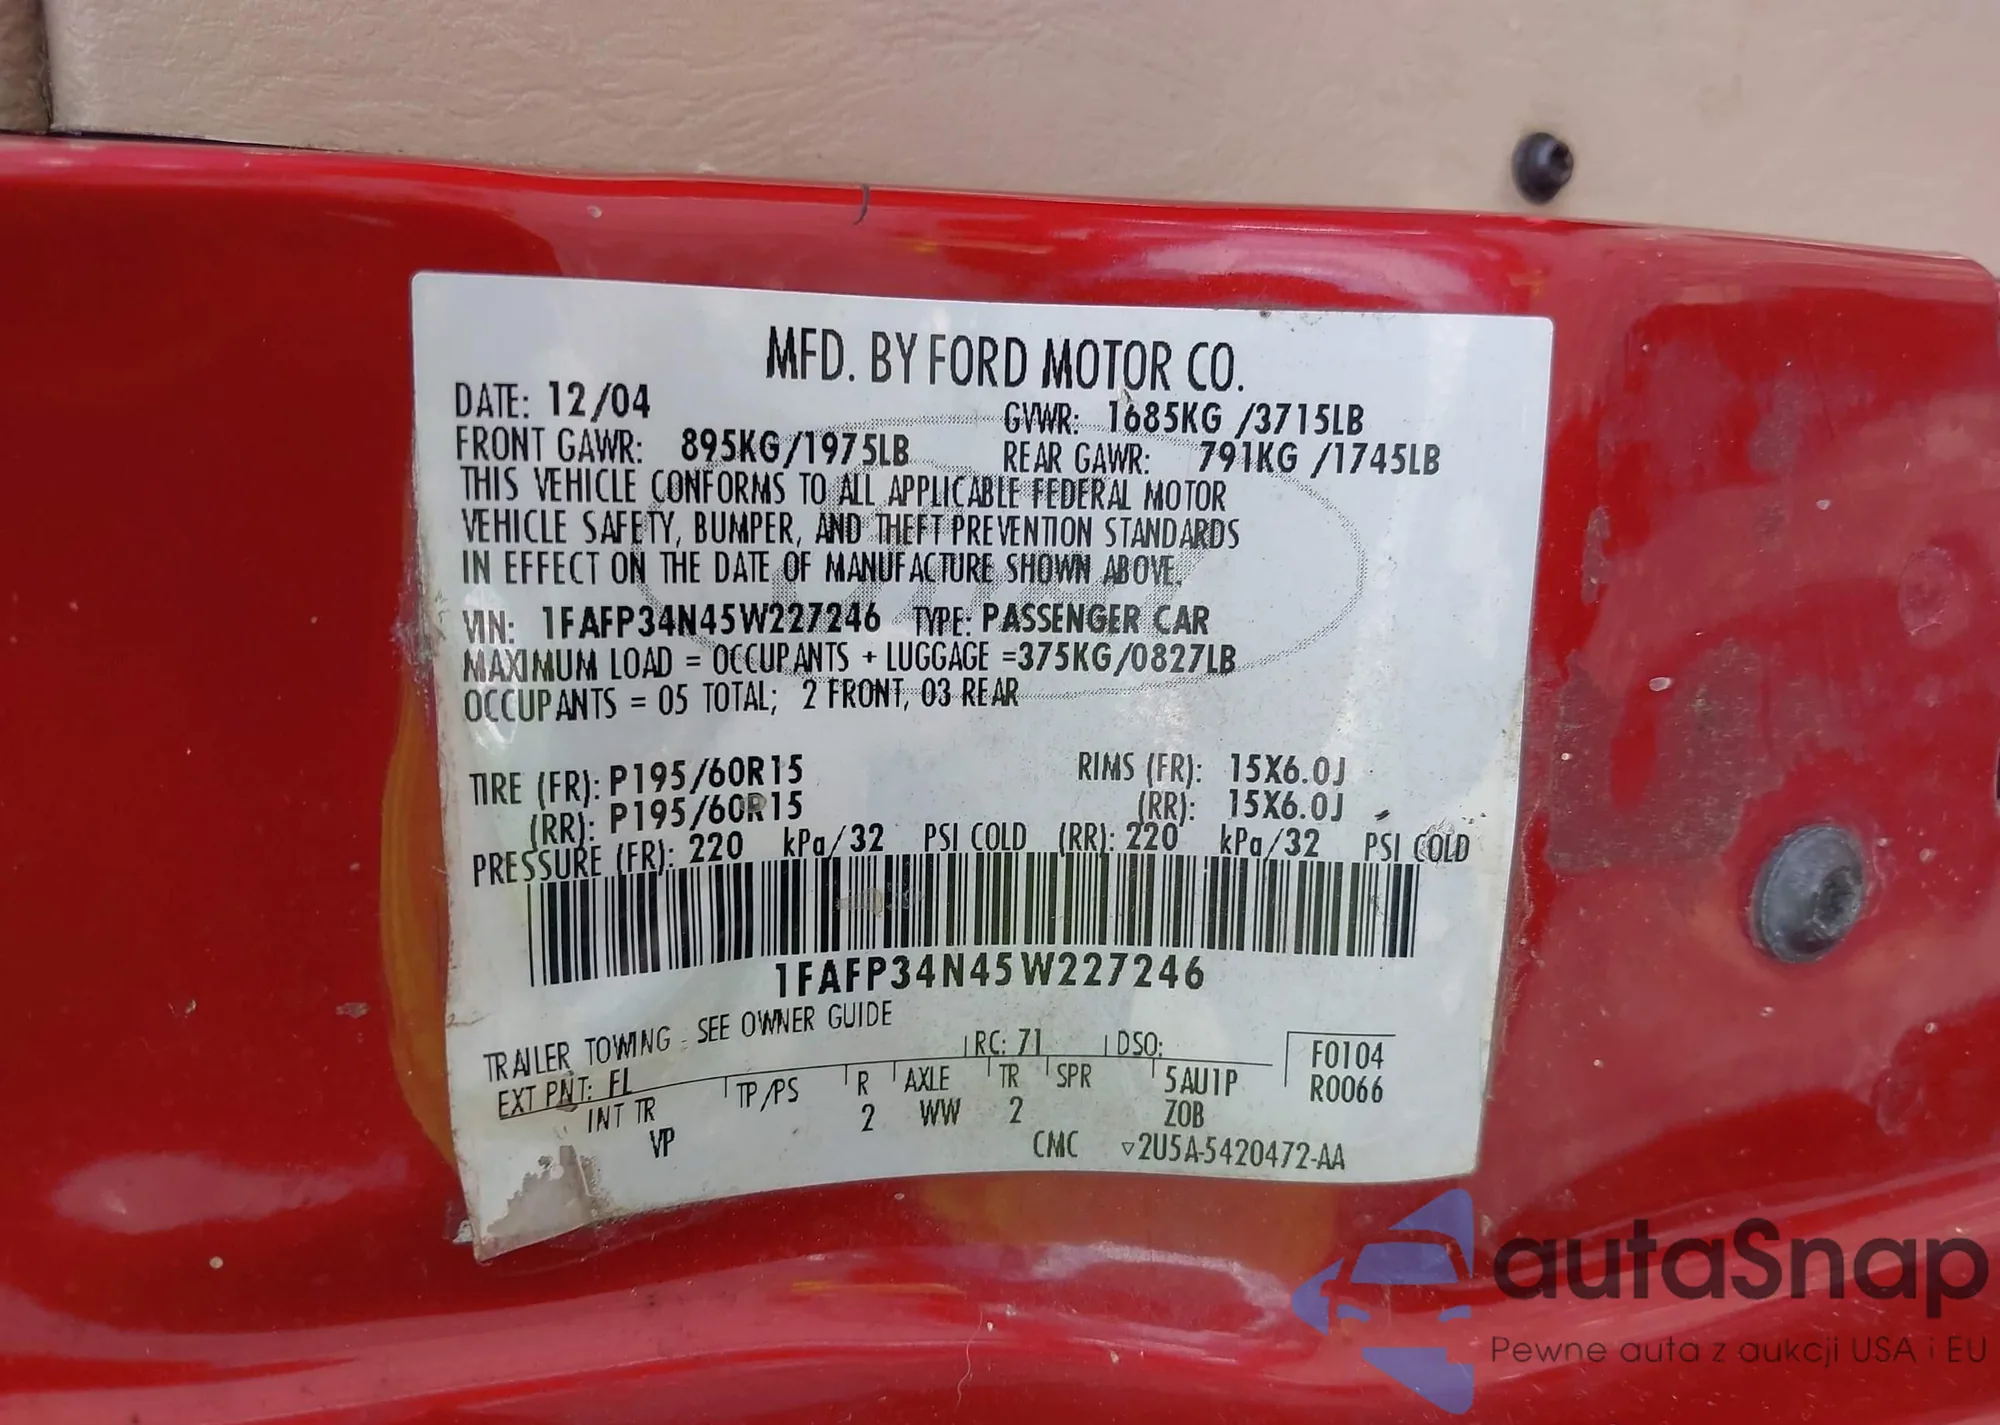 MFD. BY FORD MOTOR CO.
DATE: 12/04
GVWR: 1685KG /3715LB
FRONT GAWR: 895KG/1975LB
REAR GAWR: 791KG /1745LB
THIS VEHICLE CONFORMS TO ALL APPLICABLE FEDERAL MOTOR
VEHICLE SAFETY, BUMPER, AND THEFT PREVENTION STANDARDS
IN EFFECT ON THE DATE OF MANUFACTURE SHOWN ABOVE.
VIN: 1FAFP34N45W227246 TYPE: PASSENGER CAR
MAXIMUM LOAD = OCCUPANTS + LUGGAGE =375KG/0827LB
OCCUPANTS = 05 TOTAL; 2 FRONT, 03 REAR
TIRE (FR): P195/60R15 RIMS (FR): 15X6.0J
(RR): P195/60R15 (RR): 15X6.0J
PRESSURE (FR): 220 kPa/32 PSI COLD (RR): 220 kPa/32 PSI COLD
1FAFP34N45W227246
TRAILER TOWING - SEE OWNER GUIDE
EXT PNT: FL RC: 71 DSO: F0104
INT TR TP/PS R AXLE TR SPR 5AU1P R0066
VP 2 WW 2 ZOB
CMC ▽2U5A-5420472-AA
autaSnap
Pewne auta z aukcji USA i EU